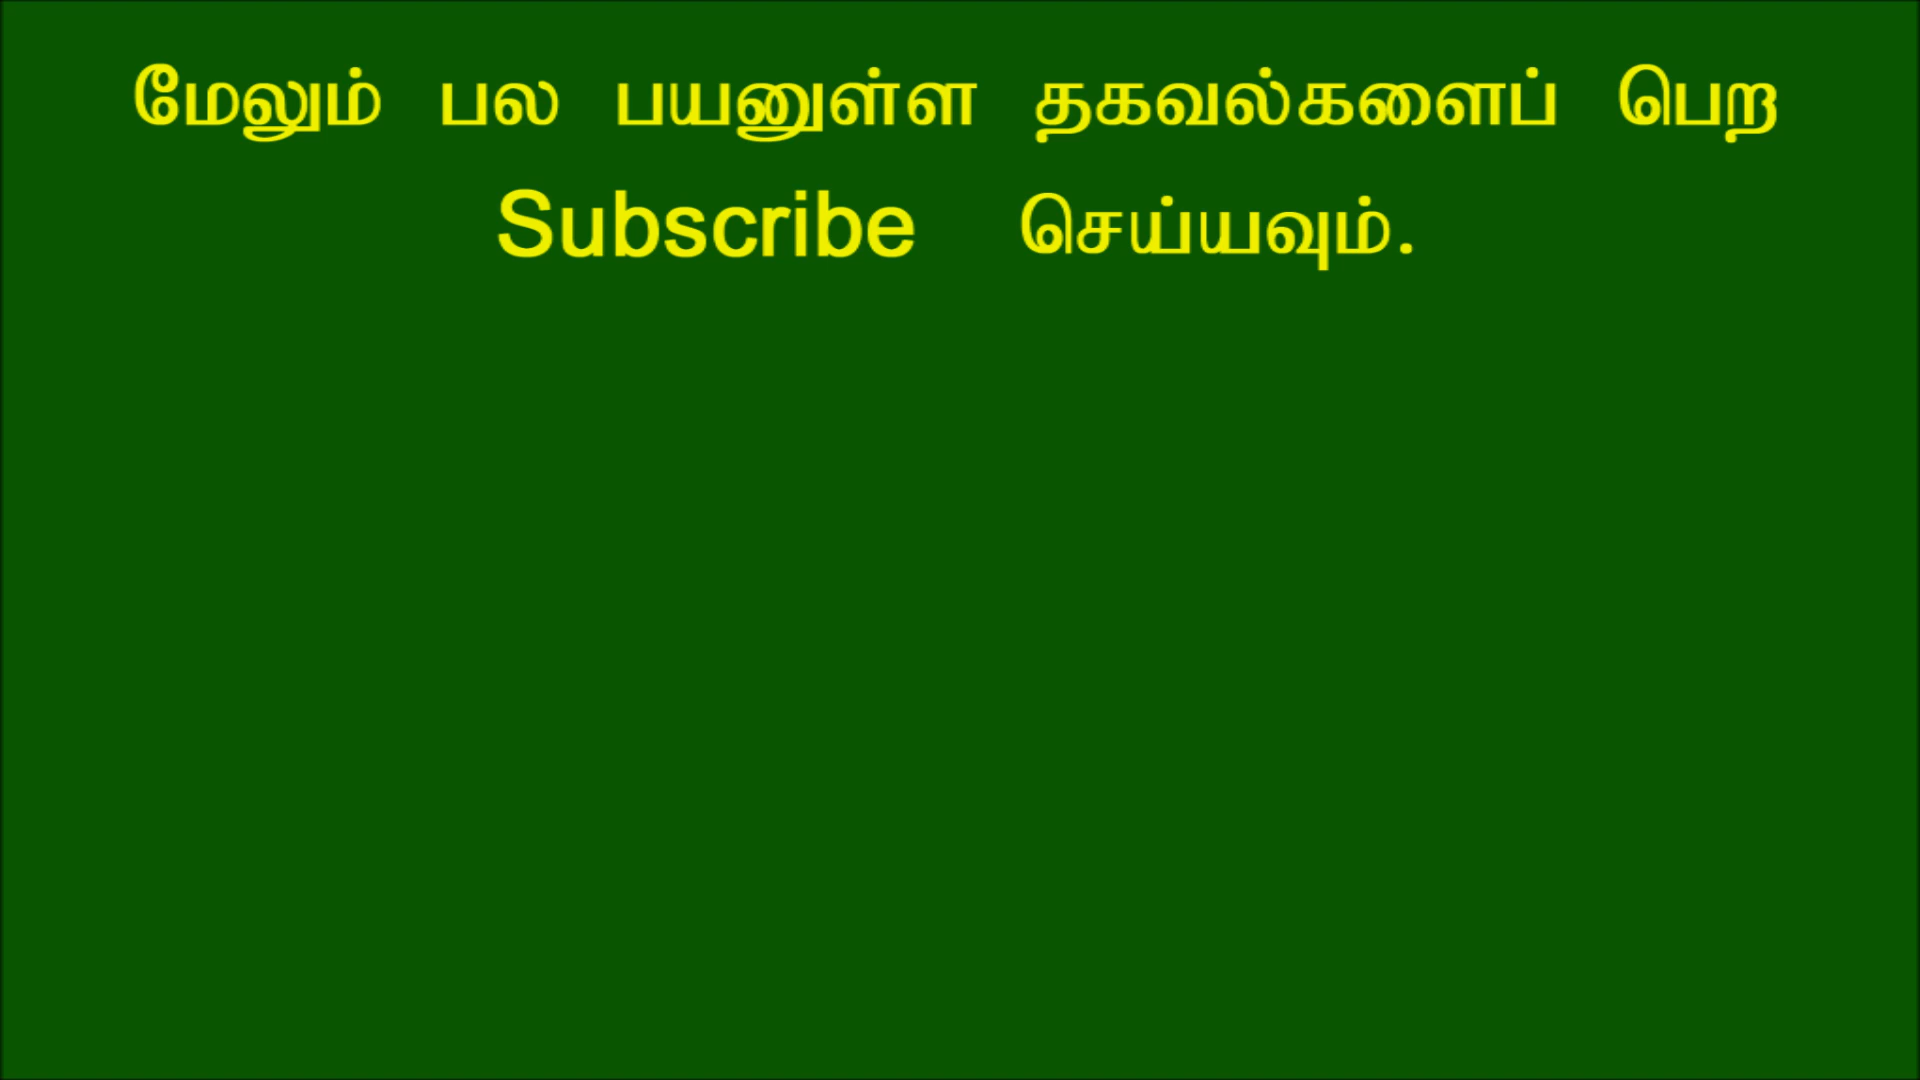 மேலும் பல பயனுள்ள தகவல்களைப் பெற
Subscribe செய்யவும்.